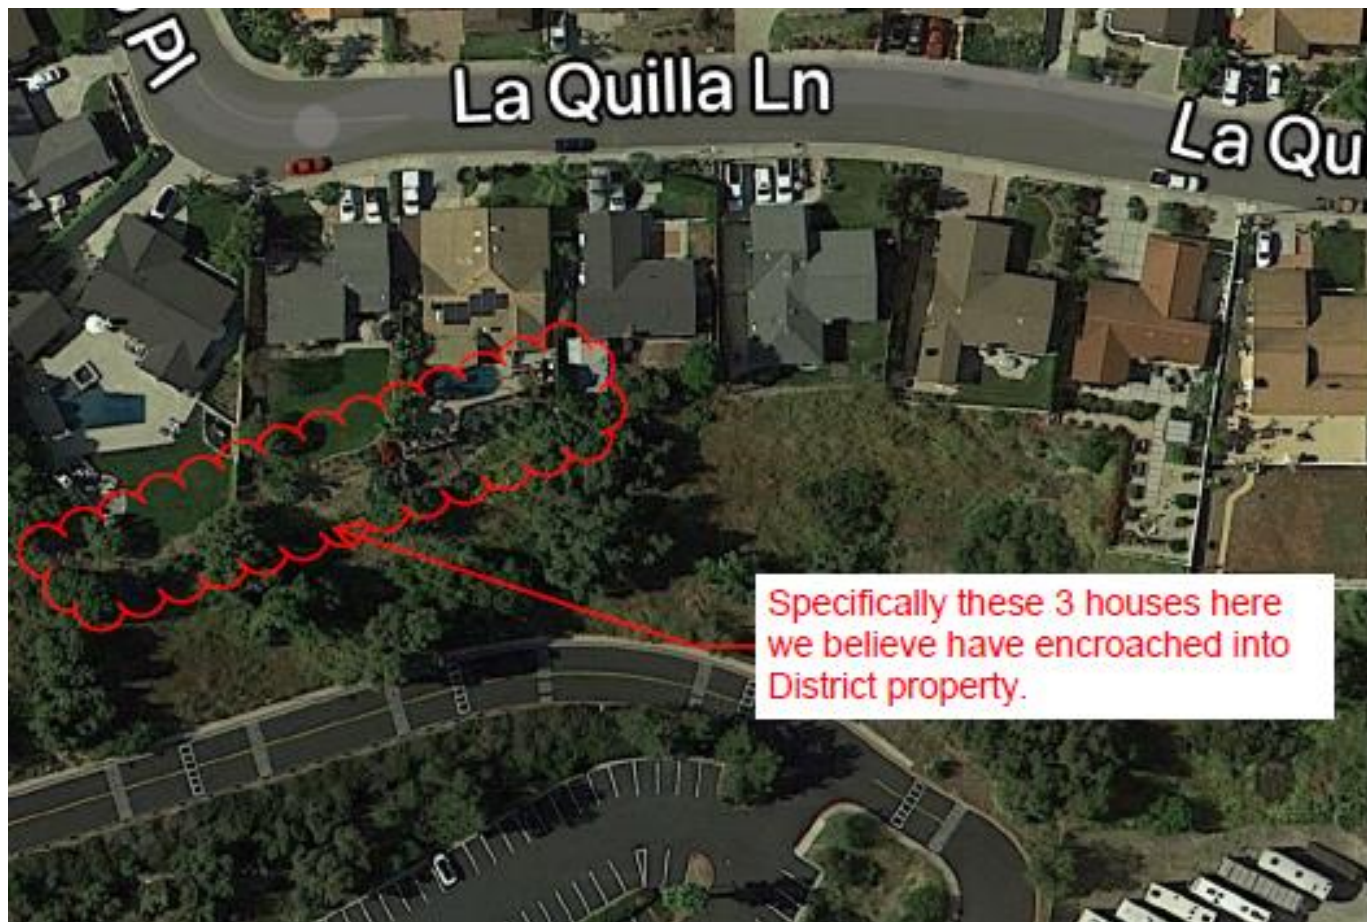 Pl
La Quilla Ln
La Qu
Specifically these 3 houses here
we believe have encroached into
District property.